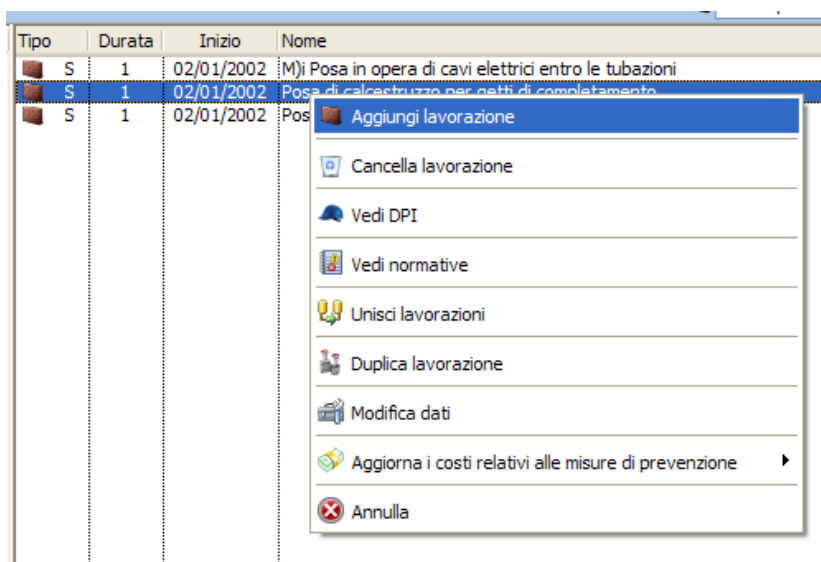 Tipo Durata Inizio Nome
S 1 02/01/2002 M)i Posa in opera di cavi elettrici entro le tubazioni
S 1 02/01/2002 Posa di calcestruzzo per getti di completamento
S 1 02/01/2002 Pos
Aggiungi lavorazione
Cancella lavorazione
Vedi DPI
Vedi normative
Unisci lavorazioni
Duplica lavorazione
Modifica dati
Aggiorna i costi relativi alle misure di prevenzione
Annulla